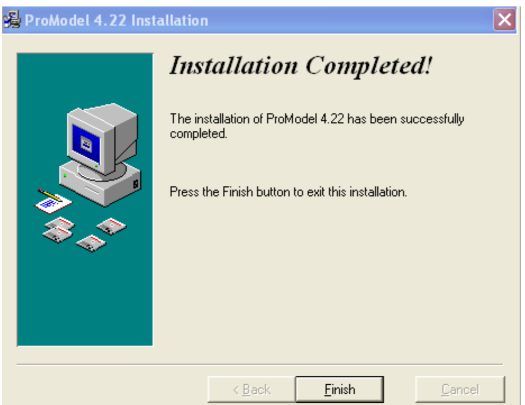 ProModel 4.22 Installation
Installation Completed!
The installation of ProModel 4.22 has been successfully
completed.
Press the Finish button to exit this installation.
< Back
Finish
Cancel